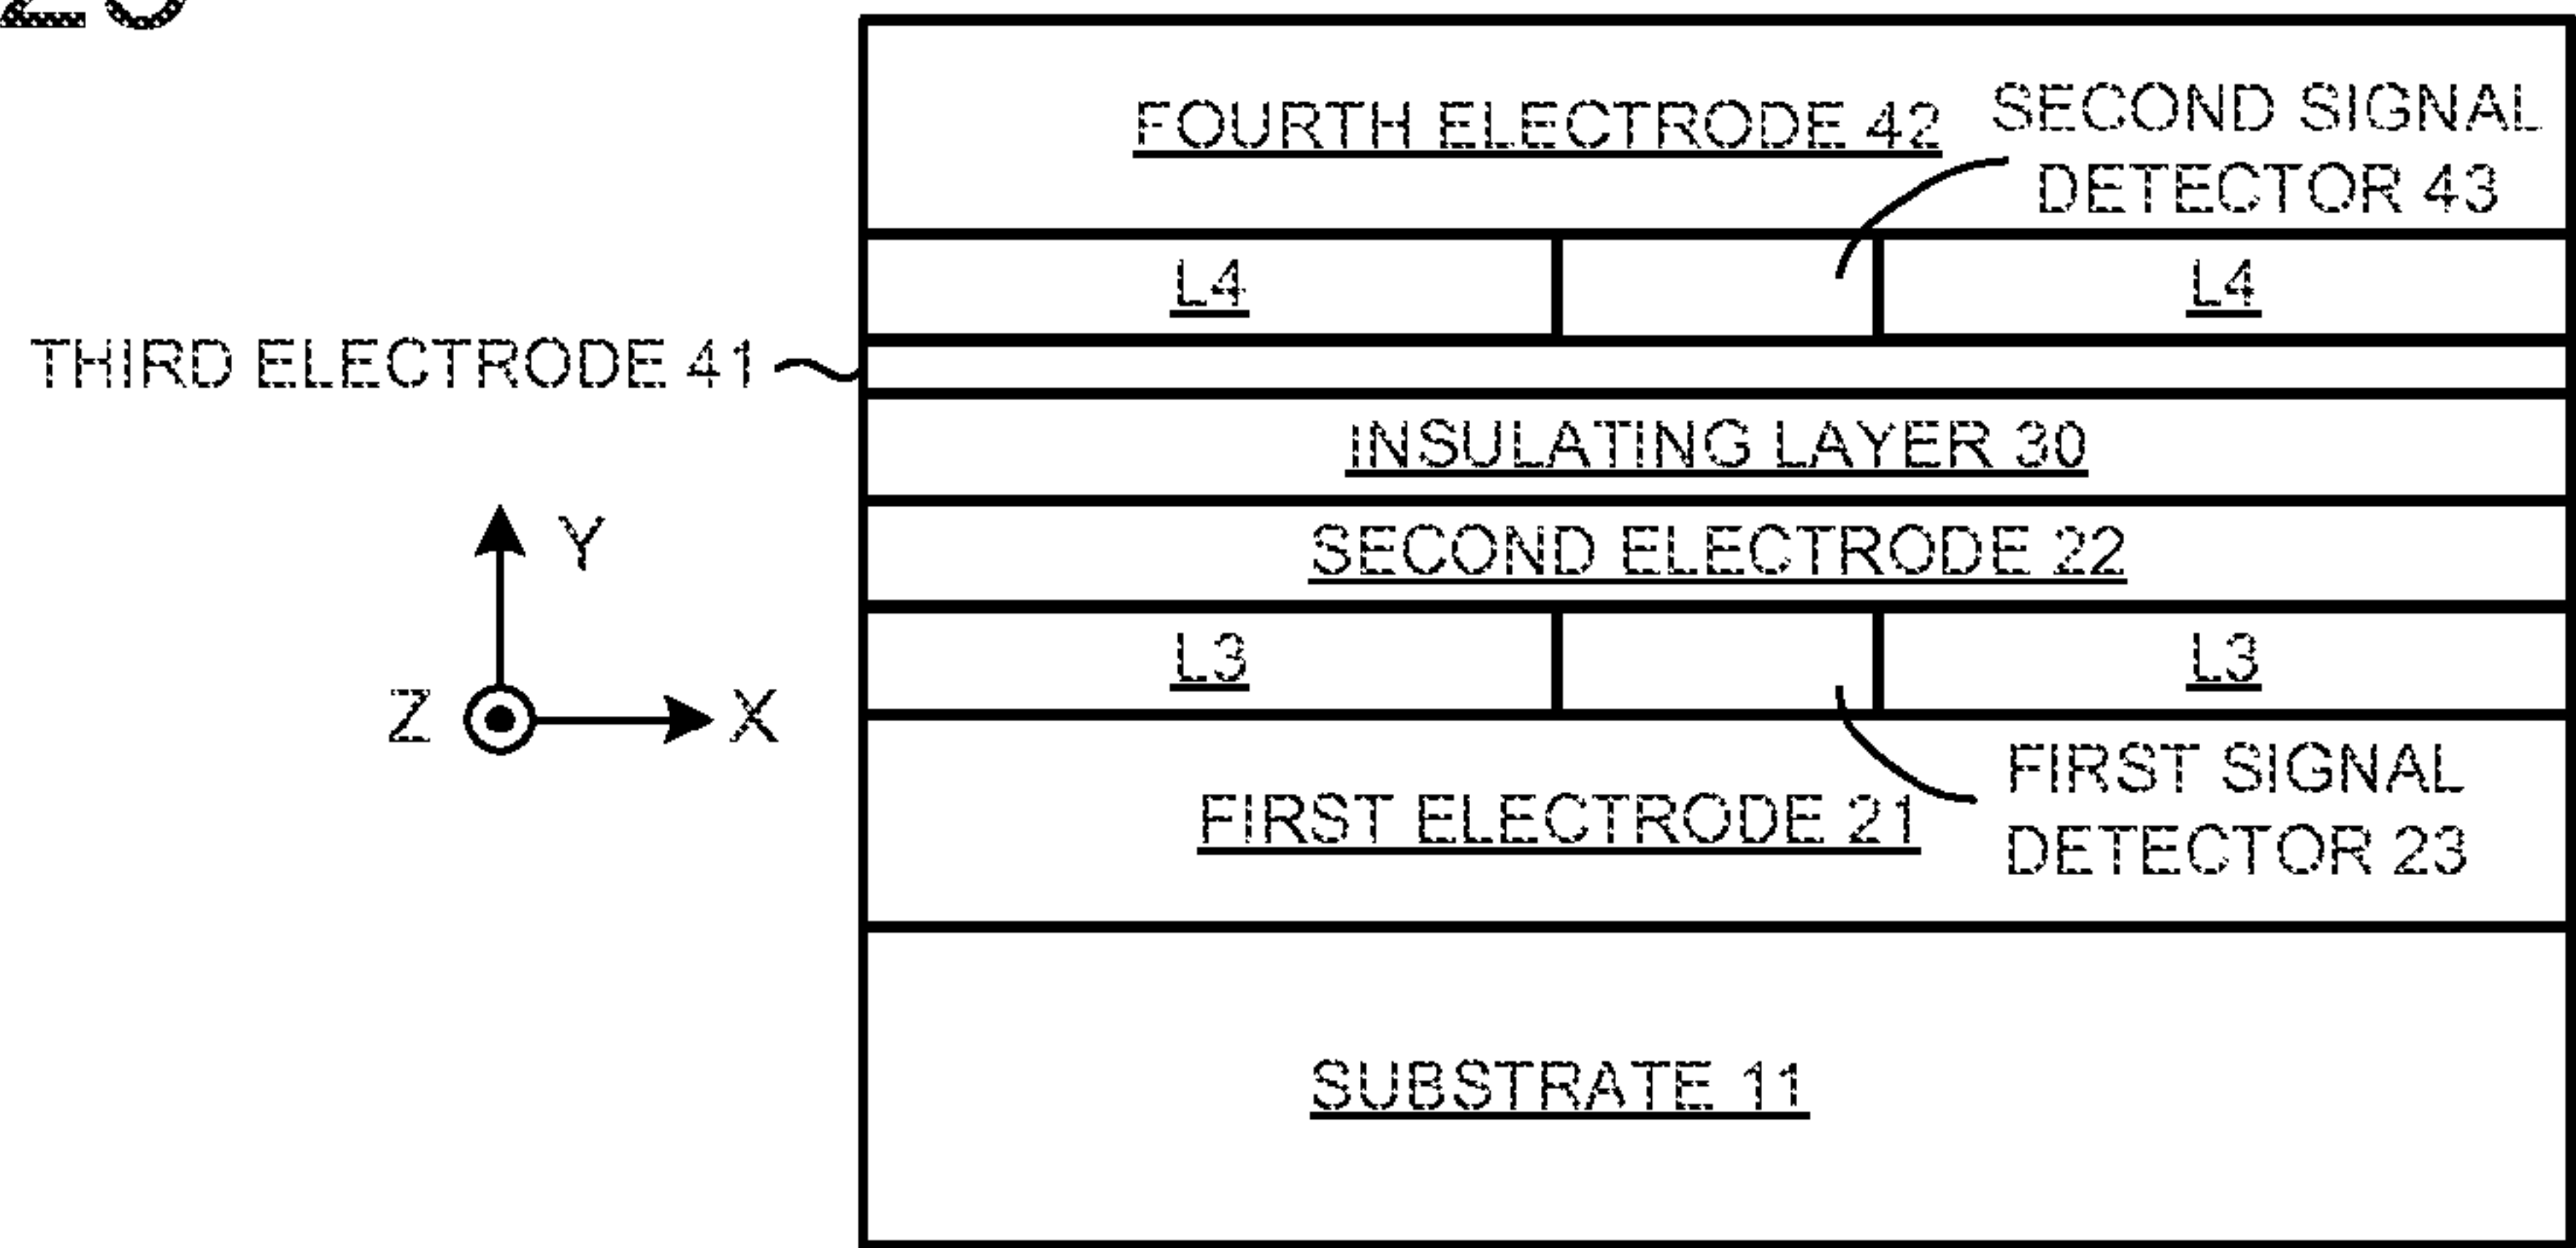 FOURTH ELECTRODE 42
SECOND SIGNAL
DETECTOR 43
L4
L4
THIRD ELECTRODE 41
INSULATING LAYER 30
SECOND ELECTRODE 22
Y
L3
L3
Z
X
FIRST SIGNAL
DETECTOR 23
FIRST ELECTRODE 21
SUBSTRATE 11